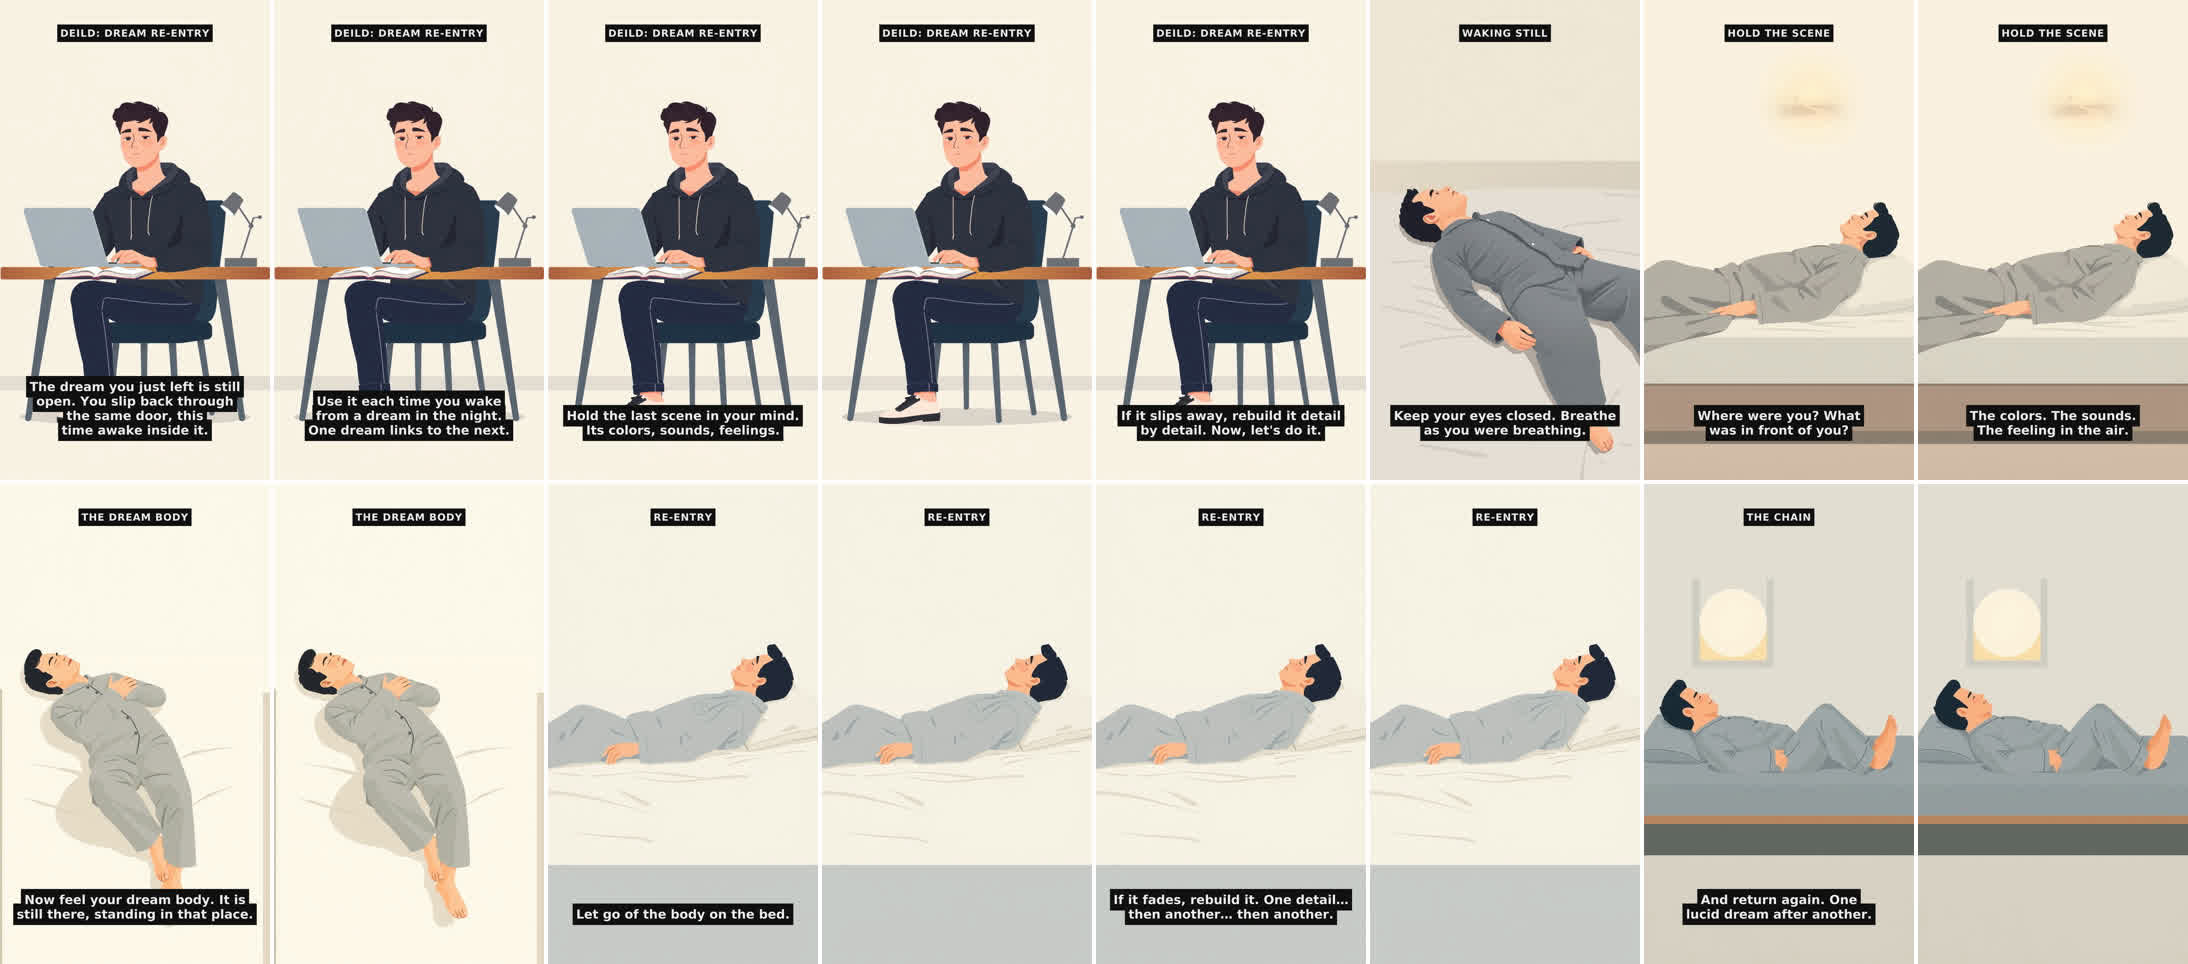 DEILD: DREAM RE-ENTRY
The dream you just left is still
open. You slip back through
the same door, this
time awake inside it.
DEILD: DREAM RE-ENTRY
Use it each time you wake
from a dream in the night.
One dream links to the next.
DEILD: DREAM RE-ENTRY
Hold the last scene in your mind.
Its colors, sounds, feelings.
DEILD: DREAM RE-ENTRY
DEILD: DREAM RE-ENTRY
If it slips away, rebuild it detail
by detail. Now, let's do it.
WAKING STILL
Keep your eyes closed. Breathe
as you were breathing.
HOLD THE SCENE
Where were you? What
was in front of you?
HOLD THE SCENE
The colors. The sounds.
The feeling in the air.
THE DREAM BODY
Now feel your dream body. It is
still there, standing in that place.
THE DREAM BODY
RE-ENTRY
Let go of the body on the bed.
RE-ENTRY
RE-ENTRY
If it fades, rebuild it. One detail...
then another... then another.
RE-ENTRY
THE CHAIN
And return again. One
lucid dream after another.